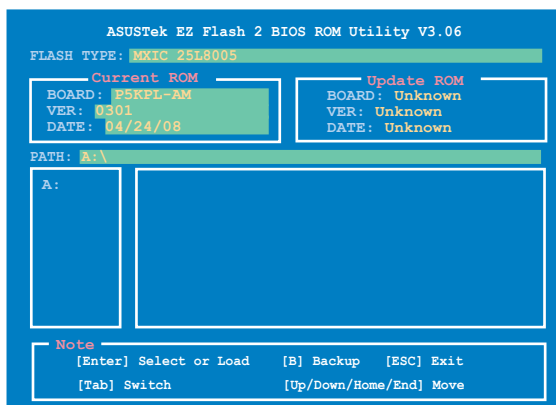 ASUSTek EZ Flash 2 BIOS ROM Utility V3.06
FLASH TYPE: MXIC 25L8005
Current ROM
BOARD: P5KPL-AM
VER: 0301
DATE: 04/24/08
Update ROM
BOARD: Unknown
VER: Unknown
DATE: Unknown
PATH: A:\
A:
Note
[Enter] Select or Load [B] Backup [ESC] Exit
[Tab] Switch [Up/Down/Home/End] Move